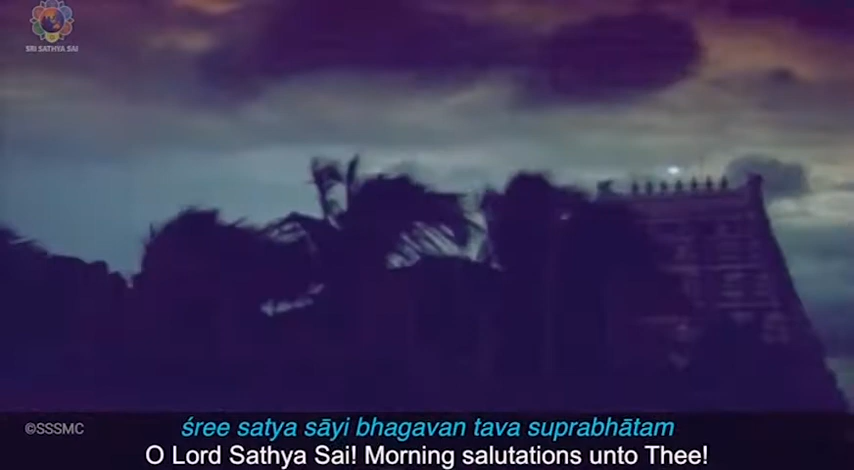 SRI SATHYA SAI
śree satya sāyi bhagavan tava suprabhātam
©SSSMC
O Lord Sathya Sai! Morning salutations unto Thee!